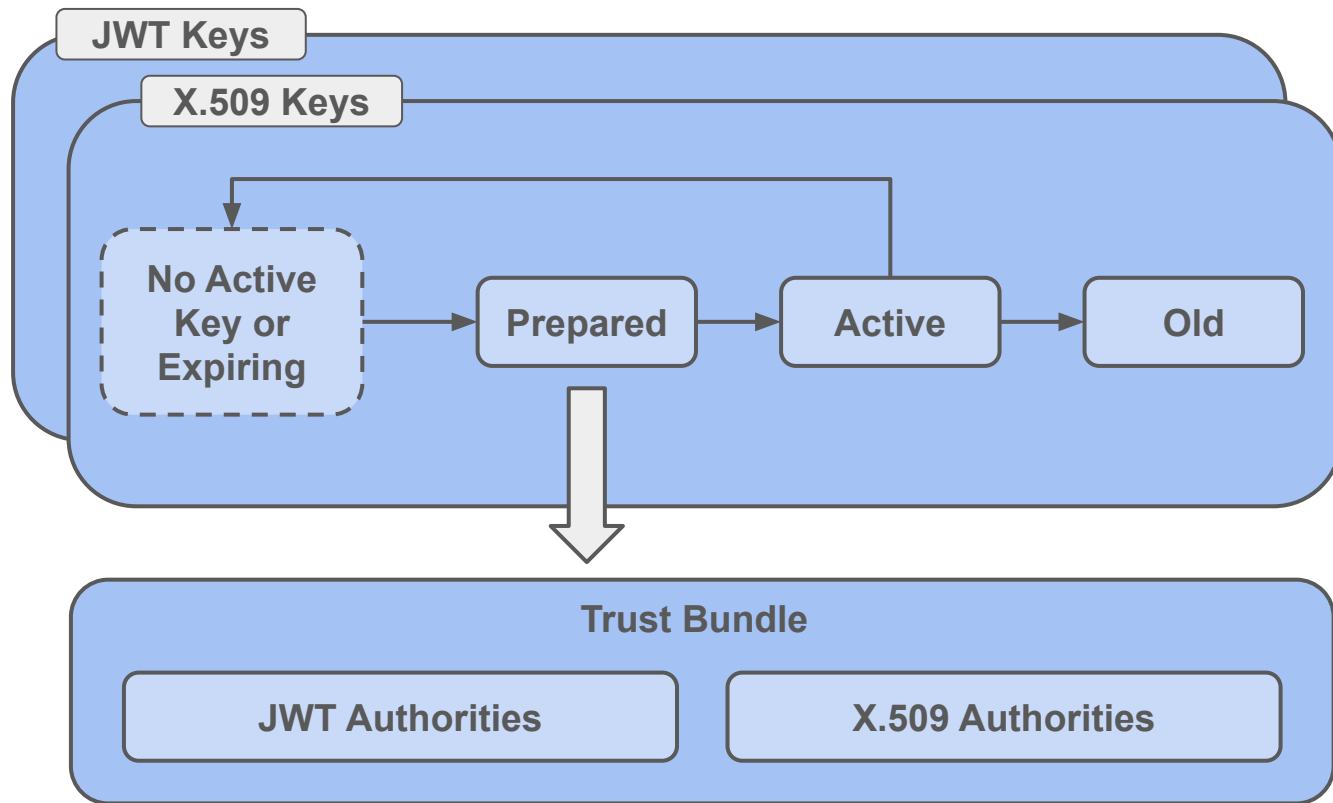 JWT Keys
X.509 Keys
No Active
Key or
Expiring
Prepared
Active
Old
Trust Bundle
JWT Authorities
X.509 Authorities